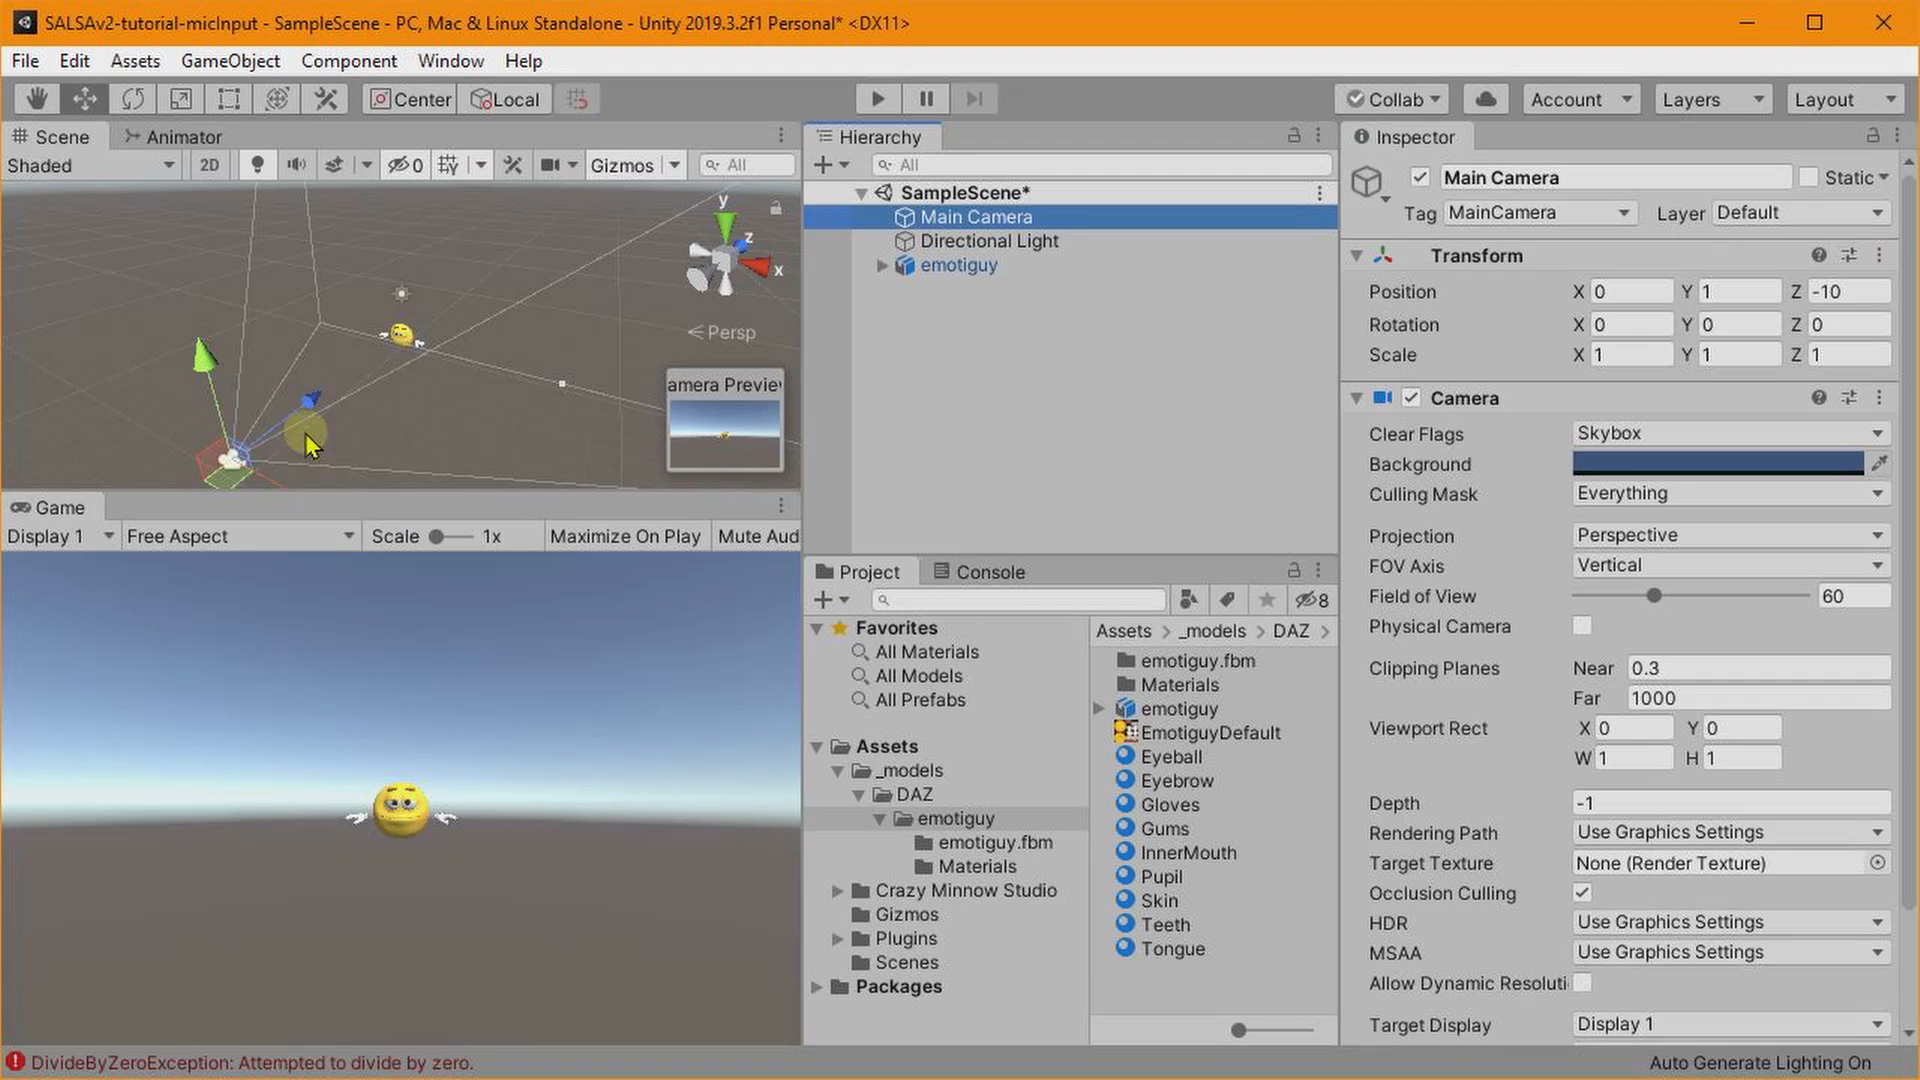 SALSAv2-tutorial-micInput - SampleScene - PC, Mac & Linux Standalone - Unity 2019.3.2f1 Personal* <DX11>
File Edit Assets GameObject Component Window Help
Center Local Collab Account Layers Layout
Scene Animator
Shaded 2D 0 Gizmos All
y
z
x
Persp
amera Previe
Game
Display 1 Free Aspect Scale 1x Maximize On Play Mute Aud
Hierarchy
All
SampleScene*
Main Camera
Directional Light
emotiguy
Project Console
8
Favorites
All Materials
All Models
All Prefabs
Assets
_models
DAZ
emotiguy
emotiguy.fbm
Materials
Crazy Minnow Studio
Gizmos
Plugins
Scenes
Packages
Assets > _models > DAZ >
emotiguy.fbm
Materials
emotiguy
EmotiguyDefault
Eyeball
Eyebrow
Gloves
Gums
InnerMouth
Pupil
Skin
Teeth
Tongue
Inspector
Main Camera Static
Tag MainCamera Layer Default
Transform
Position X 0 Y 1 Z -10
Rotation X 0 Y 0 Z 0
Scale X 1 Y 1 Z 1
Camera
Clear Flags Skybox
Background
Culling Mask Everything
Projection Perspective
FOV Axis Vertical
Field of View 60
Physical Camera
Clipping Planes Near 0.3
Far 1000
Viewport Rect X 0 Y 0
W 1 H 1
Depth -1
Rendering Path Use Graphics Settings
Target Texture None (Render Texture)
Occlusion Culling
HDR Use Graphics Settings
MSAA Use Graphics Settings
Allow Dynamic Resoluti
Target Display Display 1
DivideByZeroException: Attempted to divide by zero.
Auto Generate Lighting On